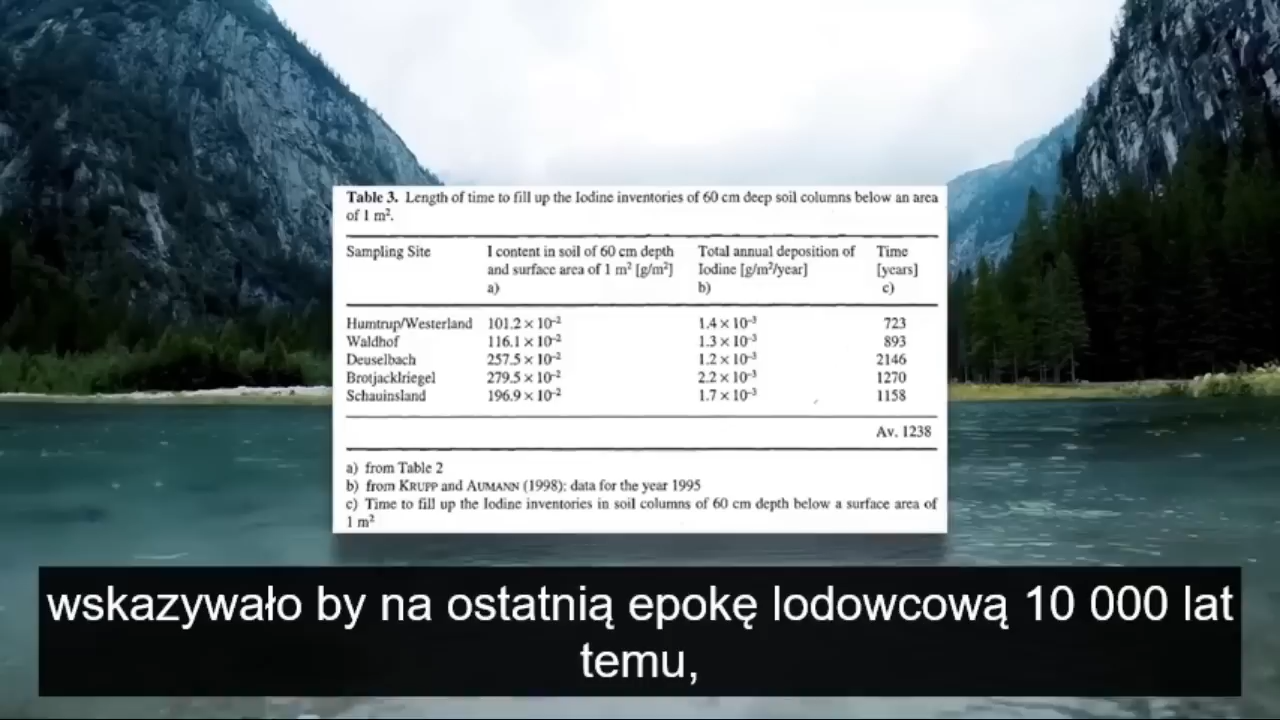 Table 3. Length of time to fill up the Iodine inventories of 60 cm deep soil columns below an area
of 1 m².
Sampling Site I content in soil of 60 cm depth Total annual deposition of Time
and surface area of 1 m² [g/m²] Iodine [g/m²/year] [years]
a) b) c)
Humtrup/Westerland 101.2 × 10⁻² 1.4 × 10⁻³ 723
Waldhof 116.1 × 10⁻² 1.3 × 10⁻³ 893
Deuselbach 257.5 × 10⁻² 1.2 × 10⁻³ 2146
Brotjacklriegel 279.5 × 10⁻² 2.2 × 10⁻³ 1270
Schauinsland 196.9 × 10⁻² 1.7 × 10⁻³ 1158
Av. 1238
a) from Table 2
b) from KRUPP and AUMANN (1998); data for the year 1995
c) Time to fill up the Iodine inventories in soil columns of 60 cm depth below a surface area of
1 m²
wskazywało by na ostatnią epokę lodowcową 10 000 lat
temu,